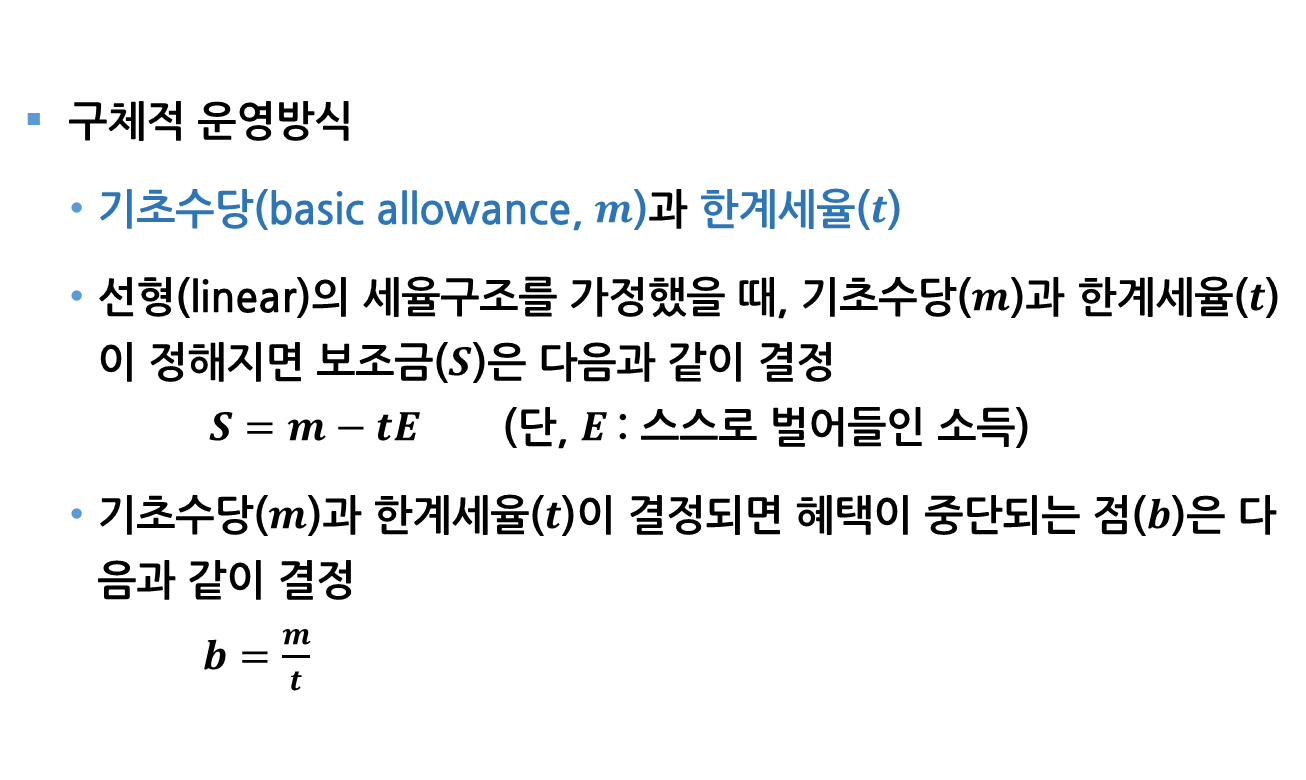 ▪ 구체적 운영방식
• 기초수당(basic allowance, m)과 한계세율(t)
• 선형(linear)의 세율구조를 가정했을 때, 기초수당(m)과 한계세율(t)
이 정해지면 보조금(S)은 다음과 같이 결정
S = m − tE (단, E : 스스로 벌어들인 소득)
• 기초수당(m)과 한계세율(t)이 결정되면 혜택이 중단되는 점(b)은 다
음과 같이 결정
b = m/t